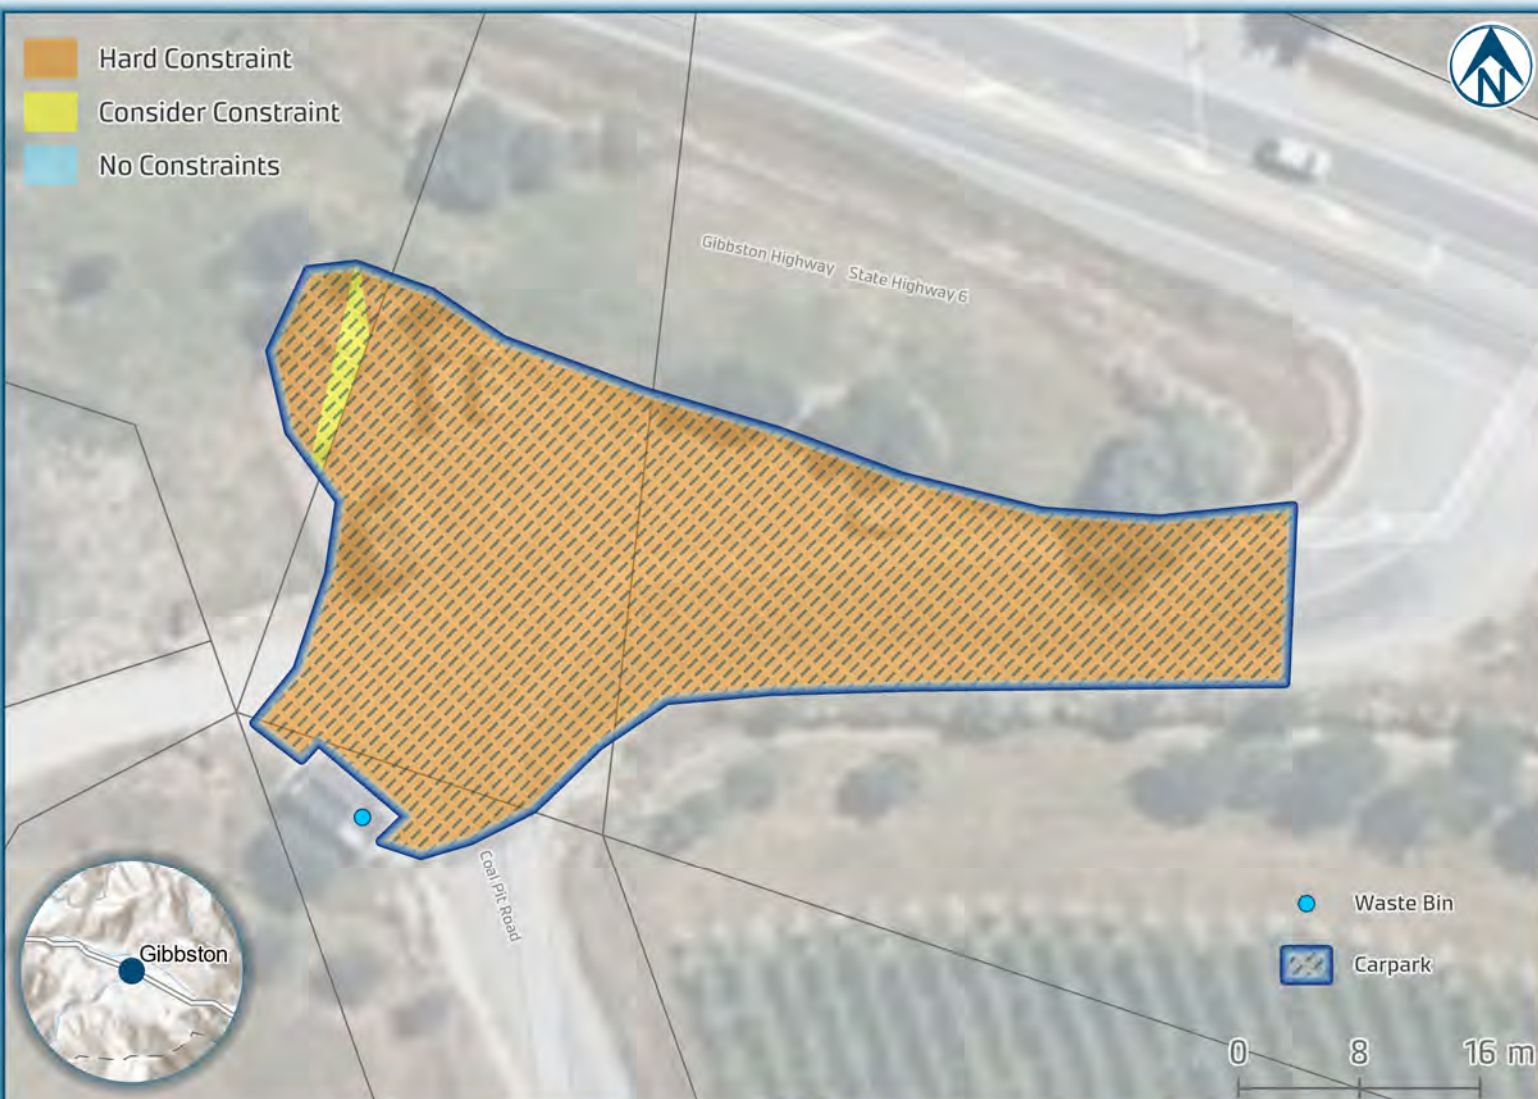 Hard Constraint
Consider Constraint
No Constraints
N
Gibbston Highway State Highway 6
Coal Pit Road
Gibbston
Waste Bin
Carpark
0 8 16 m